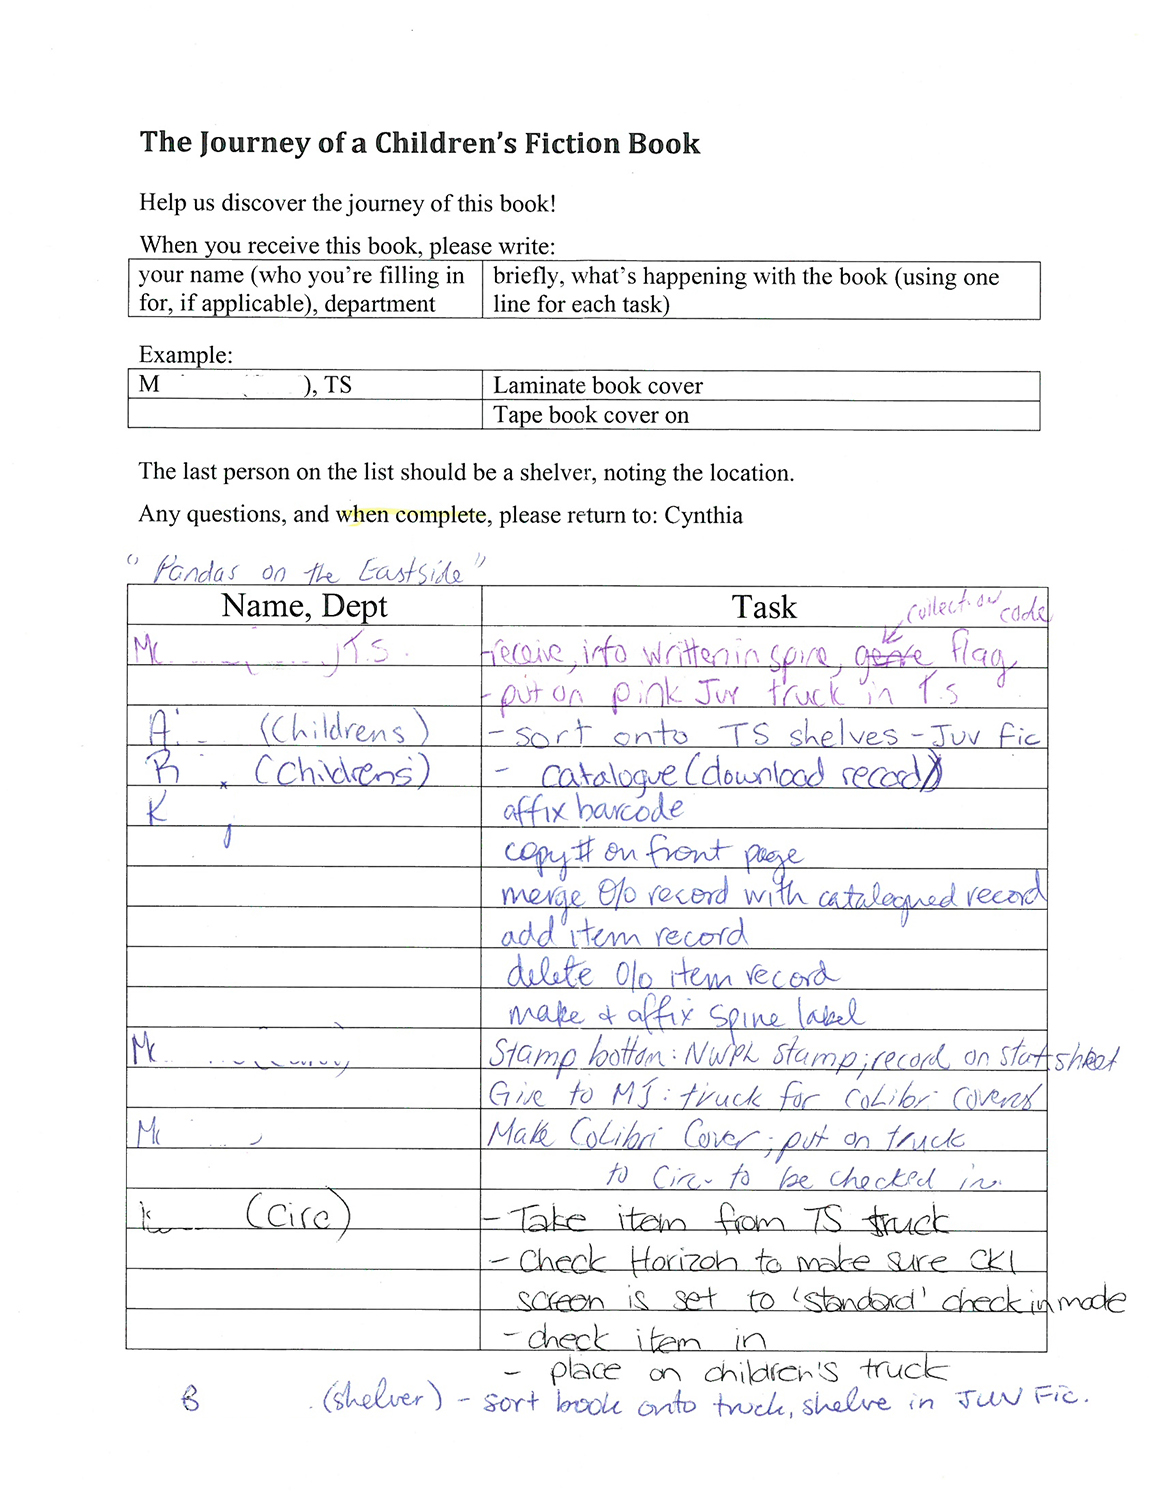 The Journey of a Children's Fiction Book
Help us discover the journey of this book!
When you receive this book, please write:
your name (who you're filling in for, if applicable), department
briefly, what's happening with the book (using one line for each task)
Example:
M ), TS
Laminate book cover
Tape book cover on
The last person on the list should be a shelver, noting the location.
Any questions, and when complete, please return to: Cynthia
"Pandas on the Eastside"
Name, Dept
Task
collection code
Mc T.S.
-receive, info written in spine, genre flag
- put on pink Juv truck in T.S
A. (Childrens)
- sort onto TS shelves - Juv Fic
R (Childrens)
- catalogue (download record)
K
affix barcode
copy # on front page
merge O/o record with catalogued record
add item record
delete O/o item record
make & affix spine label
Mc
Stamp bottom: NWPL stamp; record on stat sheet
Give to MJ: truck for CoLibri Covers
Mc
Make CoLibri Cover; put on truck
to Circ. to be checked in.
K (Circ)
- Take item from TS truck
- Check Horizon to make sure CKI
screen is set to 'standard' check in mode
- check item in
- place on children's truck
B (shelver) - sort book onto truck, shelve in JUV Fic.